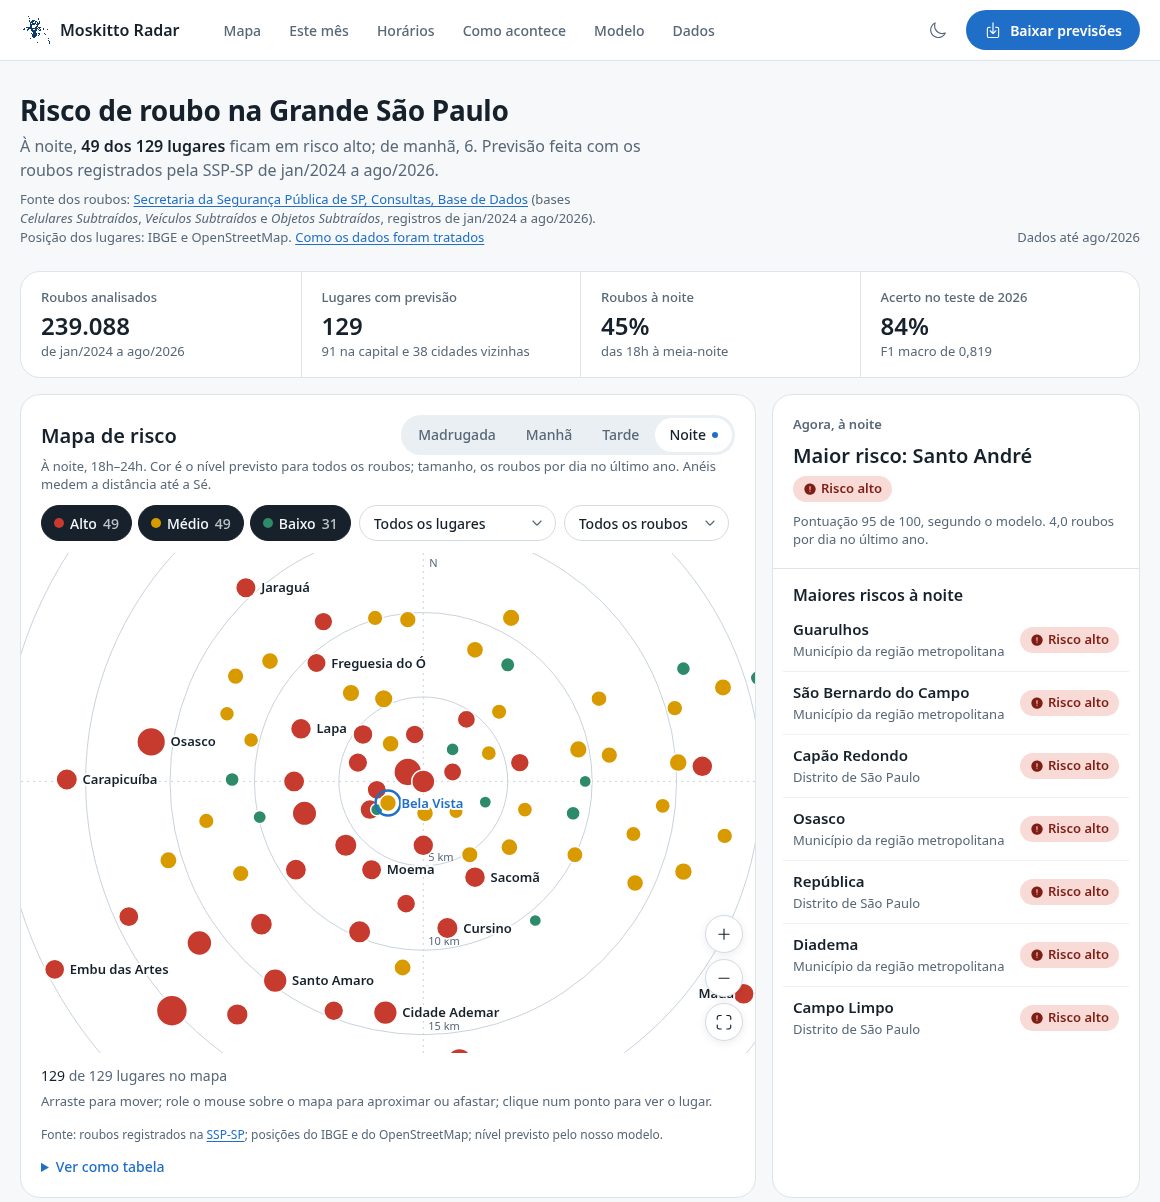 Moskitto Radar
Mapa
Este mês
Horários
Como acontece
Modelo
Dados
Baixar previsões
Risco de roubo na Grande São Paulo
À noite, 49 dos 129 lugares ficam em risco alto; de manhã, 6. Previsão feita com os
roubos registrados pela SSP-SP de jan/2024 a ago/2026.
Fonte dos roubos: Secretaria da Segurança Pública de SP, Consultas, Base de Dados (bases
Celulares Subtraídos, Veículos Subtraídos e Objetos Subtraídos, registros de jan/2024 a ago/2026).
Posição dos lugares: IBGE e OpenStreetMap. Como os dados foram tratados
Dados até ago/2026
Roubos analisados
239.088
de jan/2024 a ago/2026
Lugares com previsão
129
91 na capital e 38 cidades vizinhas
Roubos à noite
45%
das 18h à meia-noite
Acerto no teste de 2026
84%
F1 macro de 0,819
Mapa de risco
Madrugada
Manhã
Tarde
Noite
À noite, 18h–24h. Cor é o nível previsto para todos os roubos; tamanho, os roubos por dia no último ano. Anéis
medem a distância até a Sé.
Alto 49
Médio 49
Baixo 31
Todos os lugares
Todos os roubos
N
Jaraguá
Freguesia do Ó
Lapa
Osasco
Carapicuíba
Bela Vista
5 km
Moema
Sacomã
Cursino
10 km
Embu das Artes
Santo Amaro
Cidade Ademar
15 km
+
−
129 de 129 lugares no mapa
Arraste para mover; role o mouse sobre o mapa para aproximar ou afastar; clique num ponto para ver o lugar.
Fonte: roubos registrados na SSP-SP; posições do IBGE e do OpenStreetMap; nível previsto pelo nosso modelo.
Ver como tabela
Agora, à noite
Maior risco: Santo André
Risco alto
Pontuação 95 de 100, segundo o modelo. 4,0 roubos
por dia no último ano.
Maiores riscos à noite
Guarulhos
Município da região metropolitana
Risco alto
São Bernardo do Campo
Município da região metropolitana
Risco alto
Capão Redondo
Distrito de São Paulo
Risco alto
Osasco
Município da região metropolitana
Risco alto
República
Distrito de São Paulo
Risco alto
Diadema
Município da região metropolitana
Risco alto
Campo Limpo
Distrito de São Paulo
Risco alto